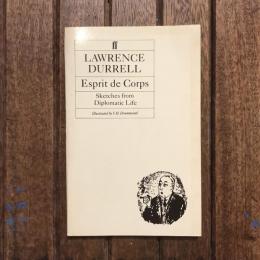 ff
LAWRENCE
DURRELL
Esprit de Corps
Sketches from
Diplomatic Life
Illustrated by V. H. Drummond